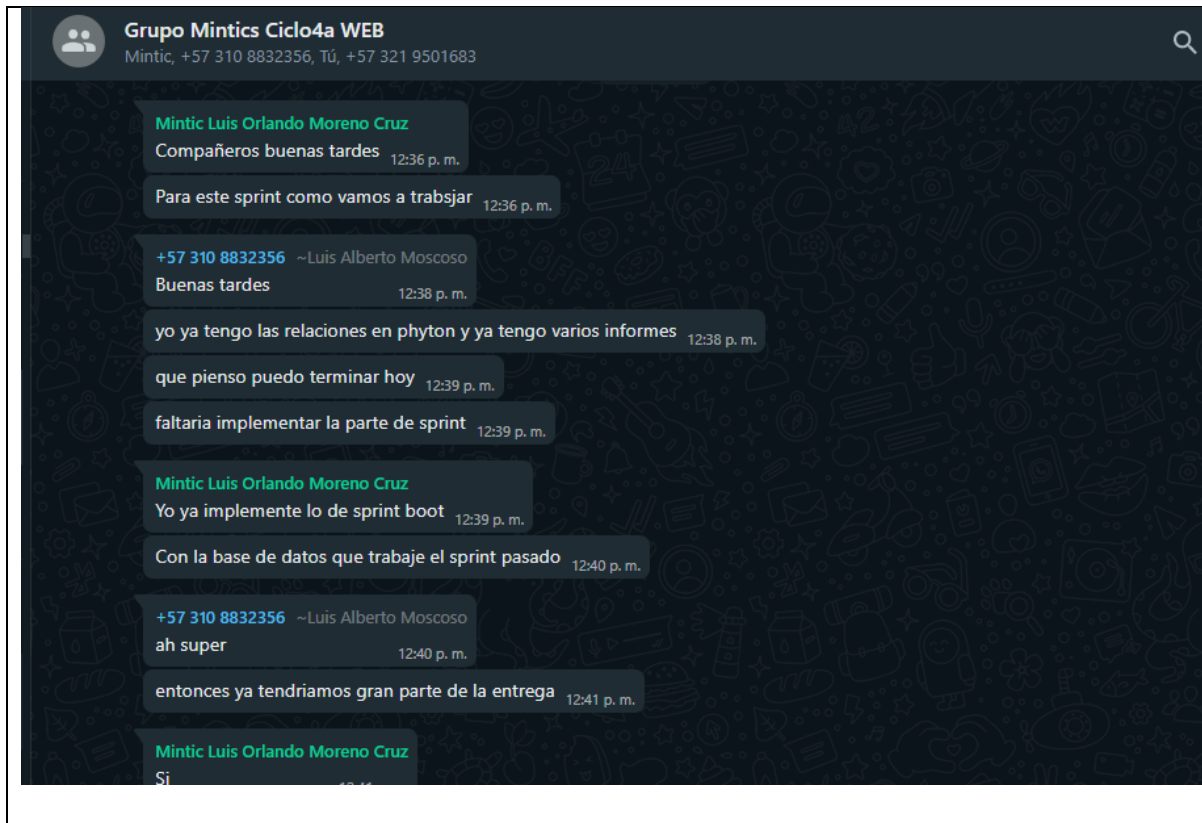 Grupo Mintics Ciclo4a WEB
Mintic, +57 310 8832356, Tú, +57 321 9501683
Mintic Luis Orlando Moreno Cruz
Compañeros buenas tardes 12:36 p. m.
Para este sprint como vamos a trabsjar 12:36 p. m.
+57 310 8832356 ~Luis Alberto Moscoso
Buenas tardes 12:38 p. m.
yo ya tengo las relaciones en phyton y ya tengo varios informes 12:38 p. m.
que pienso puedo terminar hoy 12:39 p. m.
faltaria implementar la parte de sprint 12:39 p. m.
Mintic Luis Orlando Moreno Cruz
Yo ya implemente lo de sprint boot 12:39 p. m.
Con la base de datos que trabaje el sprint pasado 12:40 p. m.
+57 310 8832356 ~Luis Alberto Moscoso
ah super 12:40 p. m.
entonces ya tendriamos gran parte de la entrega 12:41 p. m.
Mintic Luis Orlando Moreno Cruz
Si